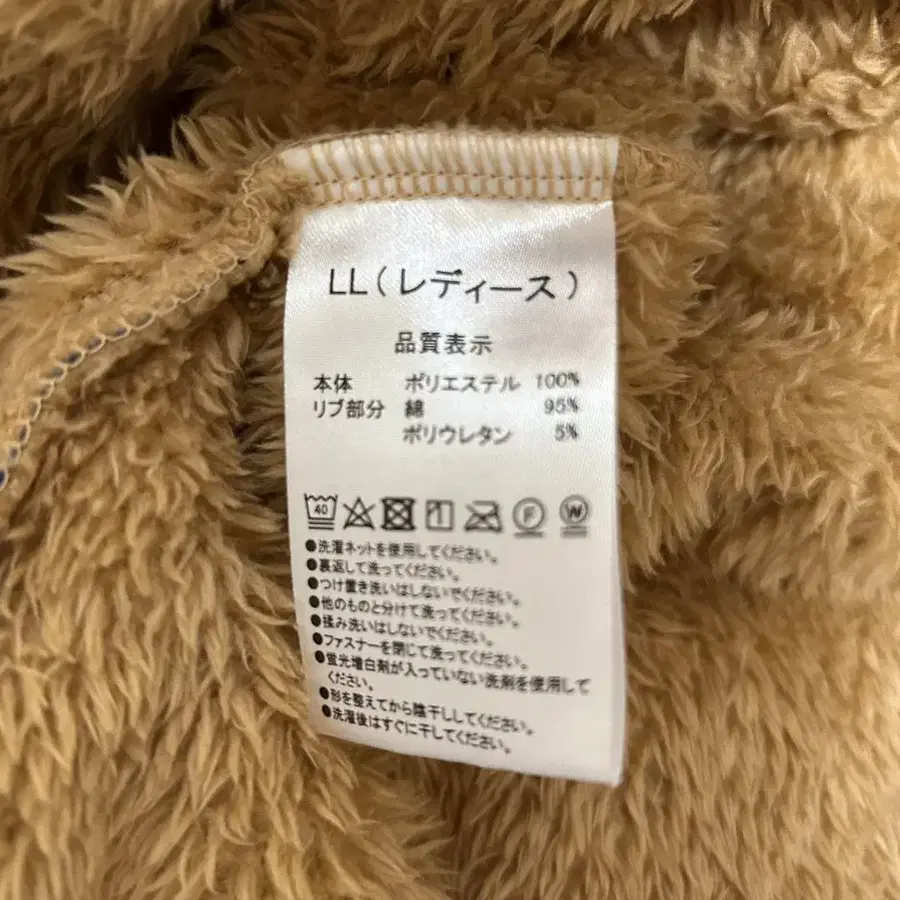 LL(レディース)
品質表示
本体 ポリエステル 100%
リブ部分 綿 95%
ポリウレタン 5%
40 F W
●洗濯ネットを使用してください。
●裏返して洗ってください。
●つけ置き洗いはしないでください。
●他のものと分けて洗ってください。
●揉み洗いはしないでください。
●ファスナーを閉じて洗ってください。
●蛍光増白剤が入っていない洗剤を使用して
ください。
●形を整えてから陰干ししてください。
●洗濯後はすぐに干してください。